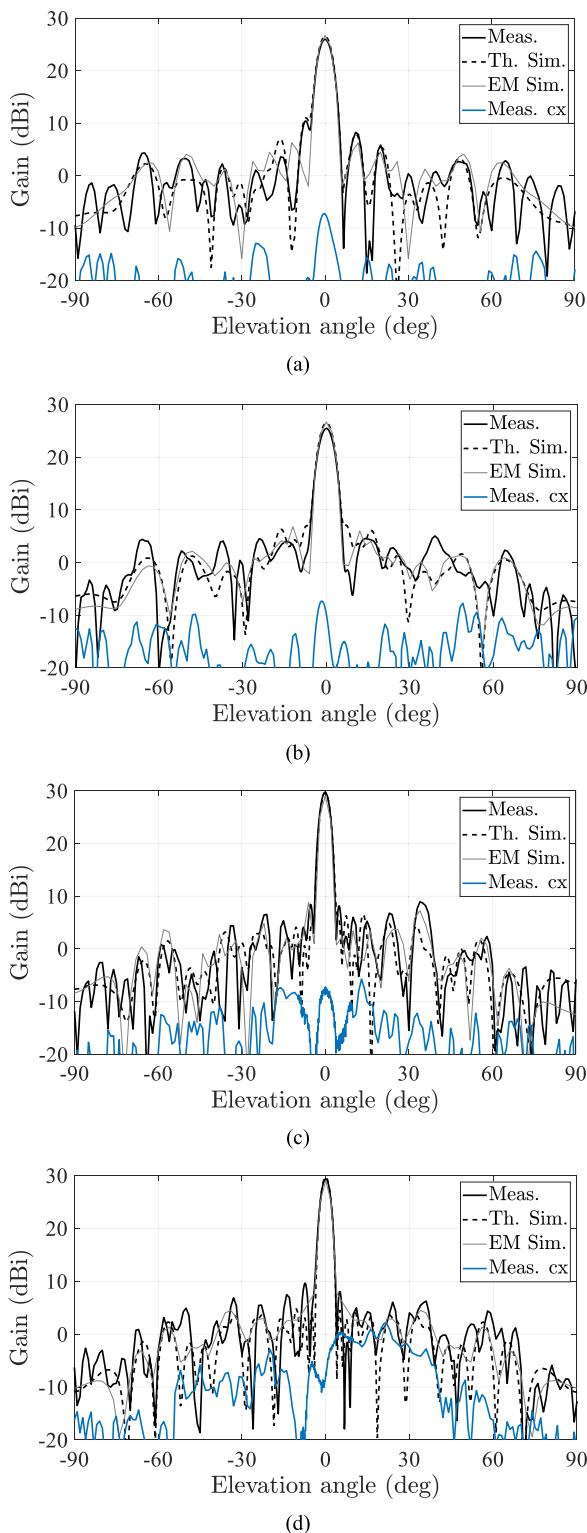 30
20
10
0
-10
-20
Gain (dBi)
Meas.
Th. Sim.
EM Sim.
Meas. cx
-90 -60 -30 0 30 60 90
Elevation angle (deg)
(a)
30
20
10
0
-10
-20
Gain (dBi)
Meas.
Th. Sim.
EM Sim.
Meas. cx
-90 -60 -30 0 30 60 90
Elevation angle (deg)
(b)
30
20
10
0
-10
-20
Gain (dBi)
Meas.
Th. Sim.
EM Sim.
Meas. cx
-90 -60 -30 0 30 60 90
Elevation angle (deg)
(c)
30
20
10
0
-10
-20
Gain (dBi)
Meas.
Th. Sim.
EM Sim.
Meas. cx
-90 -60 -30 0 30 60 90
Elevation angle (deg)
(d)